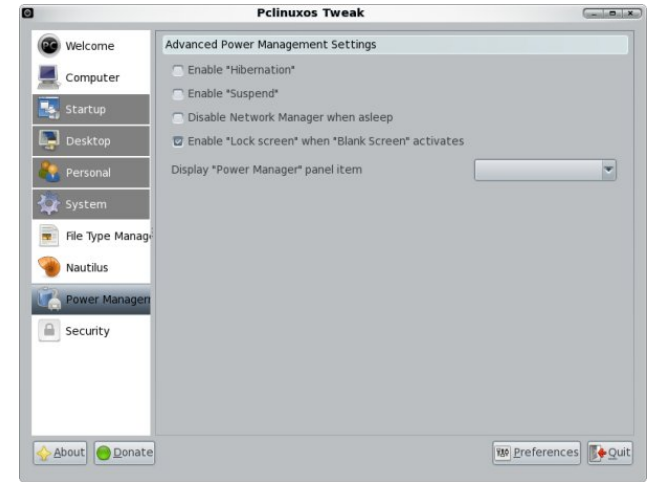 Pclinuxos Tweak
Welcome
Computer
Startup
Desktop
Personal
System
File Type Manag
Nautilus
Power Managem
Security
Advanced Power Management Settings
Enable "Hibernation"
Enable "Suspend"
Disable Network Manager when asleep
Enable "Lock screen" when "Blank Screen" activates
Display "Power Manager" panel item
About
Donate
Preferences
Quit